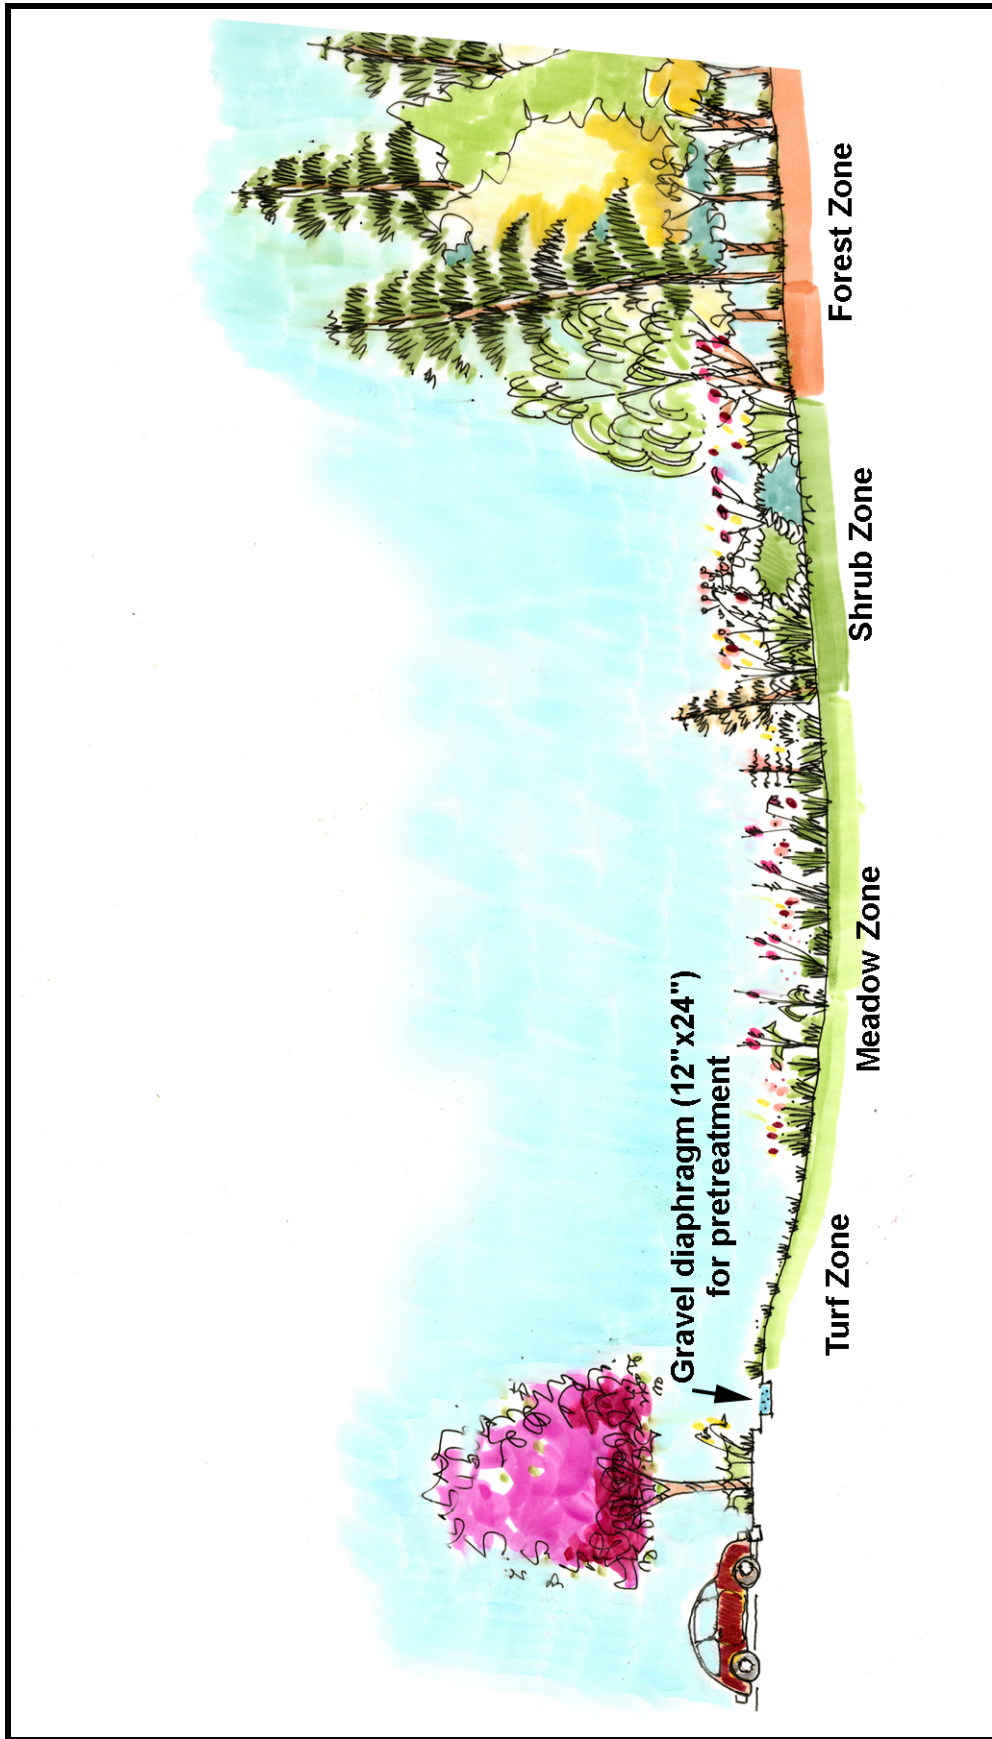 Gravel diaphragm (12"x24")
for pretreatment
Turf Zone
Meadow Zone
Shrub Zone
Forest Zone